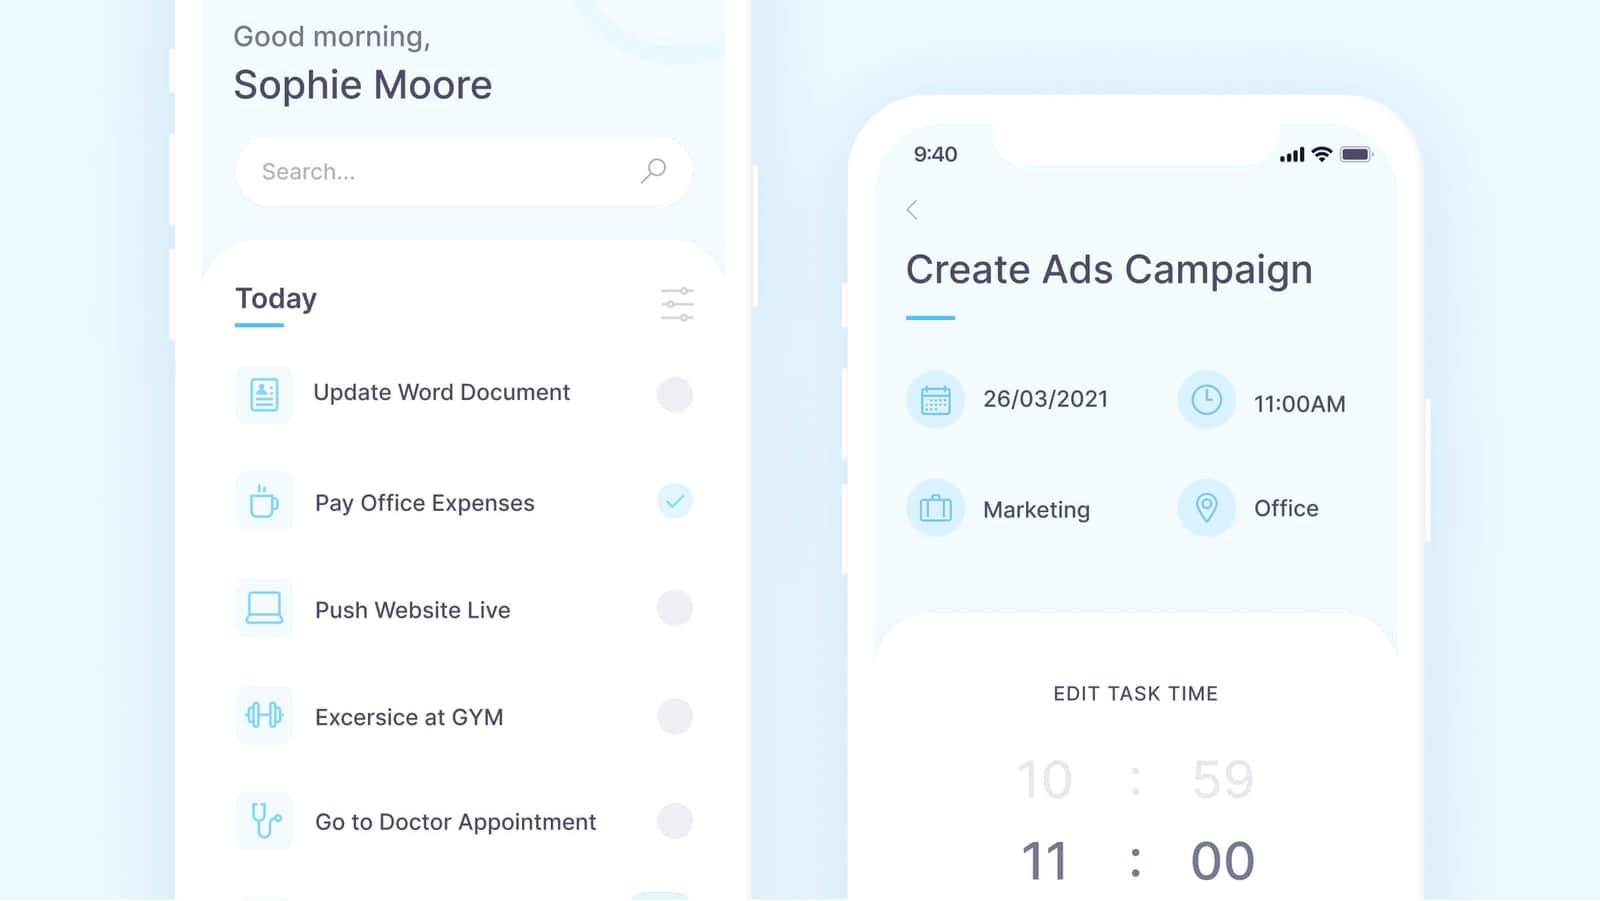 Good morning,
Sophie Moore
Search...
Today
Update Word Document
Pay Office Expenses
Push Website Live
Excersice at GYM
Go to Doctor Appointment
9:40
Create Ads Campaign
26/03/2021
11:00AM
Marketing
Office
EDIT TASK TIME
10 : 59
11 : 00